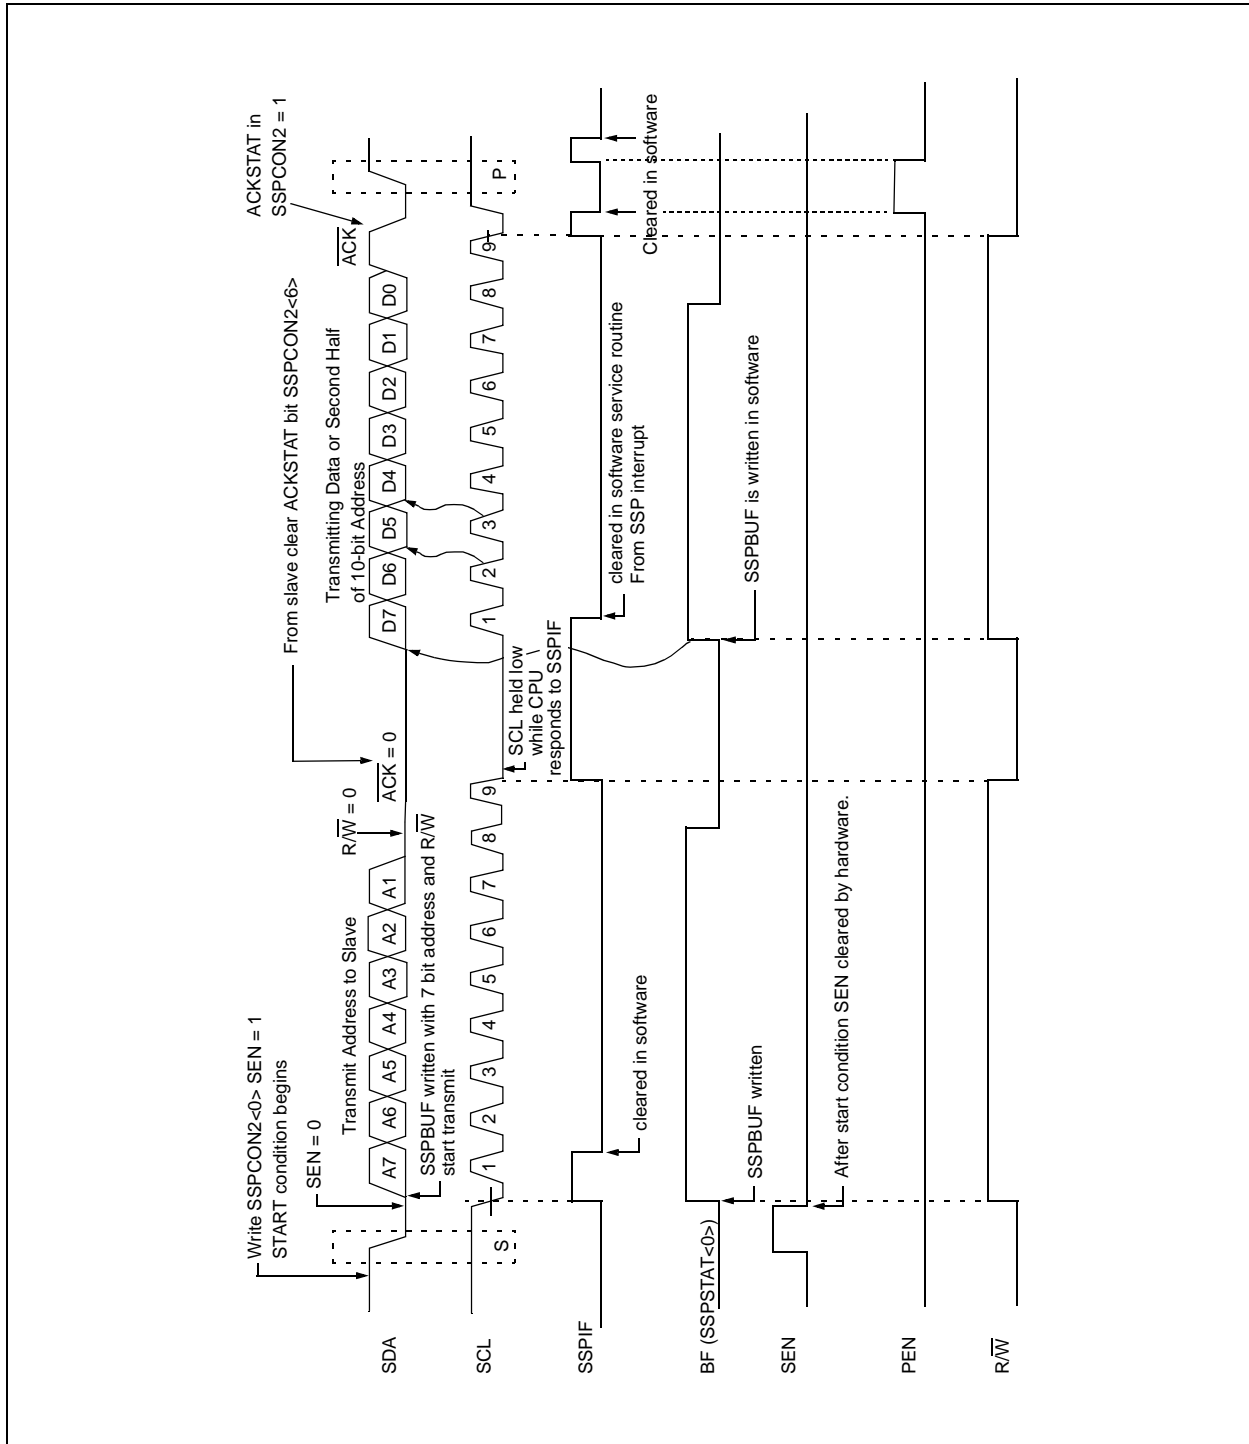 Write SSPCON2<0> SEN = 1
START condition begins
SEN = 0
Transmit Address to Slave
R/W = 0
From slave clear ACKSTAT bit SSPCON2<6>
ACK = 0
Transmitting Data or Second Half
of 10-bit Address
ACKSTAT in
SSPCON2 = 1
ACK
SDA
A7 A6 A5 A4 A3 A2 A1
D7 D6 D5 D4 D3 D2 D1 D0
SSPBUF written with 7 bit address and R/W
start transmit
SCL
S
1 2 3 4 5 6 7 8 9
1 2 3 4 5 6 7 8 9
P
SCL held low
while CPU
responds to SSPIF
SSPIF
cleared in software
cleared in software service routine
From SSP interrupt
Cleared in software
BF (SSPSTAT<0>)
SSPBUF written
SSPBUF is written in software
SEN
After start condition SEN cleared by hardware.
PEN
R/W